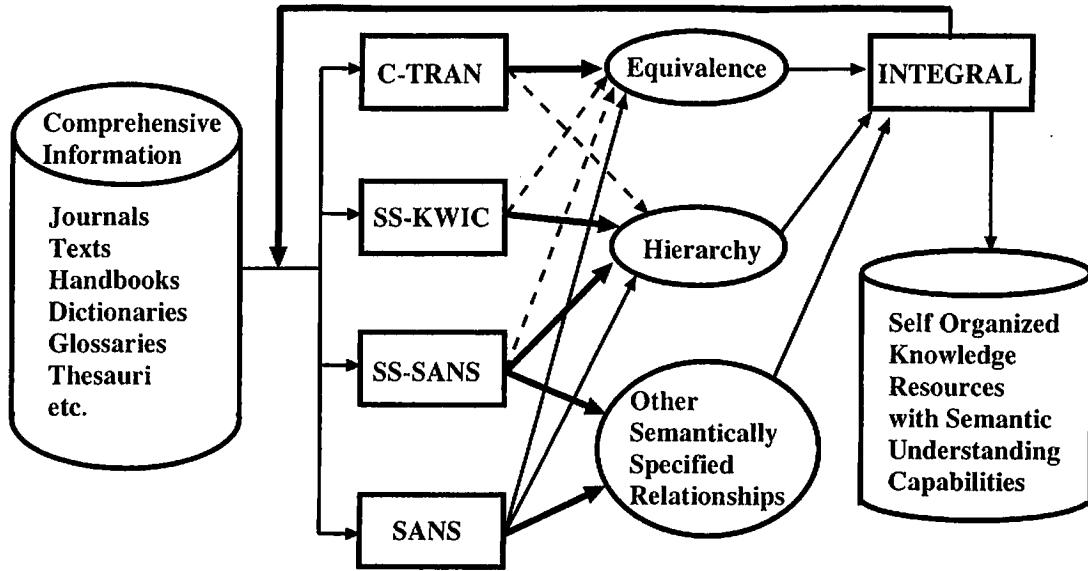 Comprehensive
Information
Journals
Texts
Handbooks
Dictionaries
Glossaries
Thesauri
etc.
C-TRAN
SS-KWIC
SS-SANS
SANS
Equivalence
Hierarchy
Other
Semantically
Specified
Relationships
INTEGRAL
Self Organized
Knowledge
Resources
with Semantic
Understanding
Capabilities